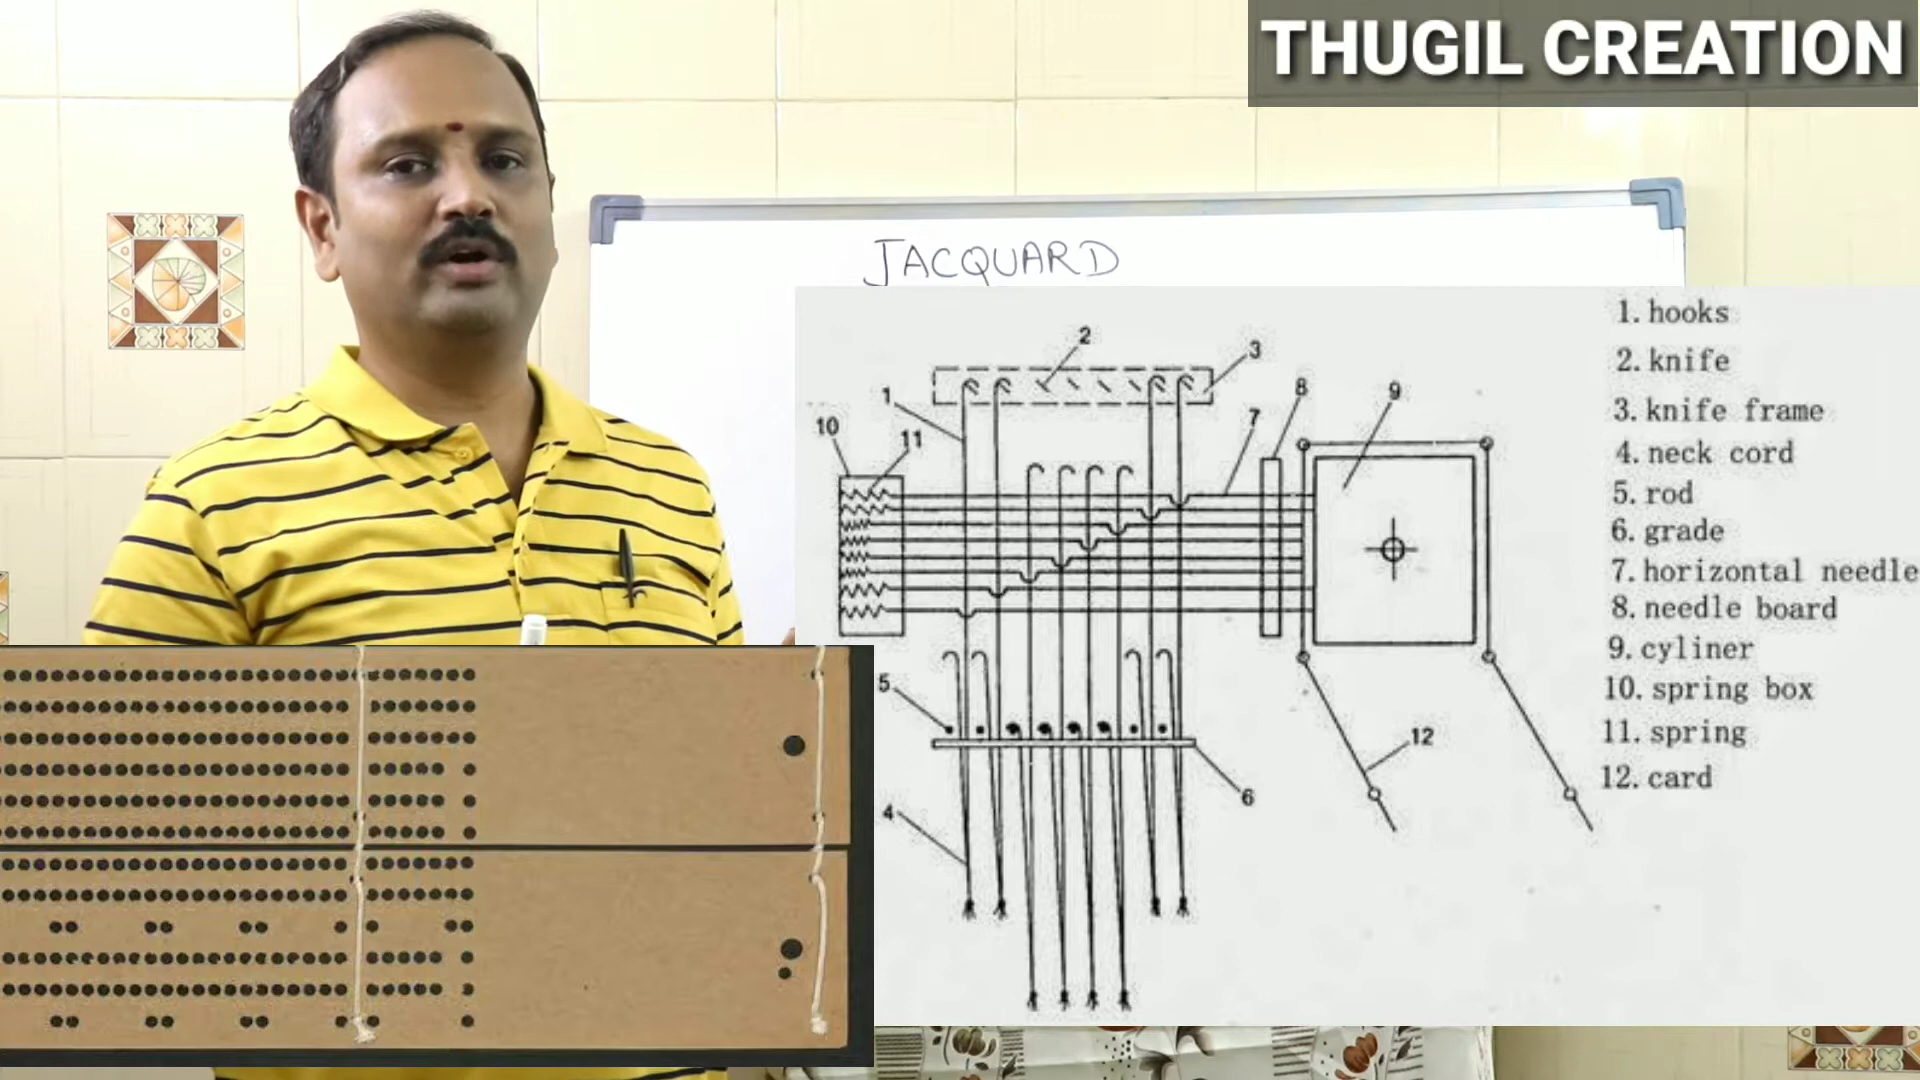 THUGIL CREATION
JACQUARD
1. hooks
2. knife
3. knife frame
4. neck cord
5. rod
6. grade
7. horizontal needle
8. needle board
9. cyliner
10. spring box
11. spring
12. card
2
3
1
8
9
7
10
11
5
12
6
4